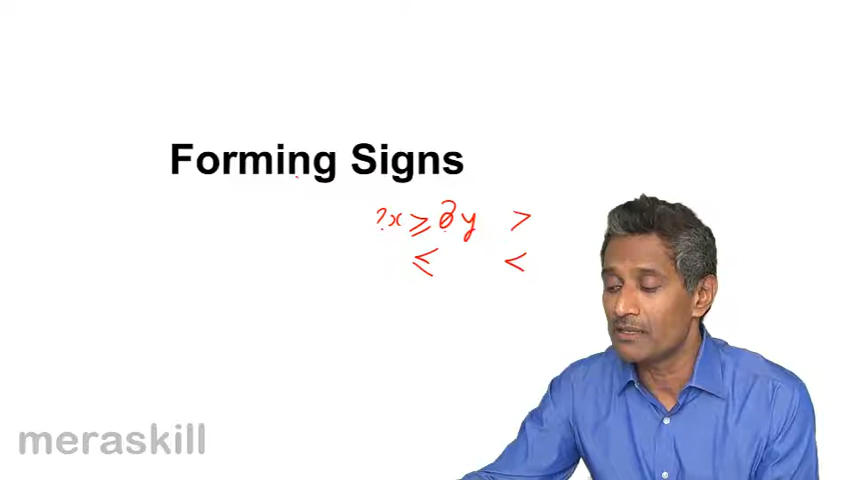 Forming Signs
?x ≥ ∂y >
≤ <
meraskill